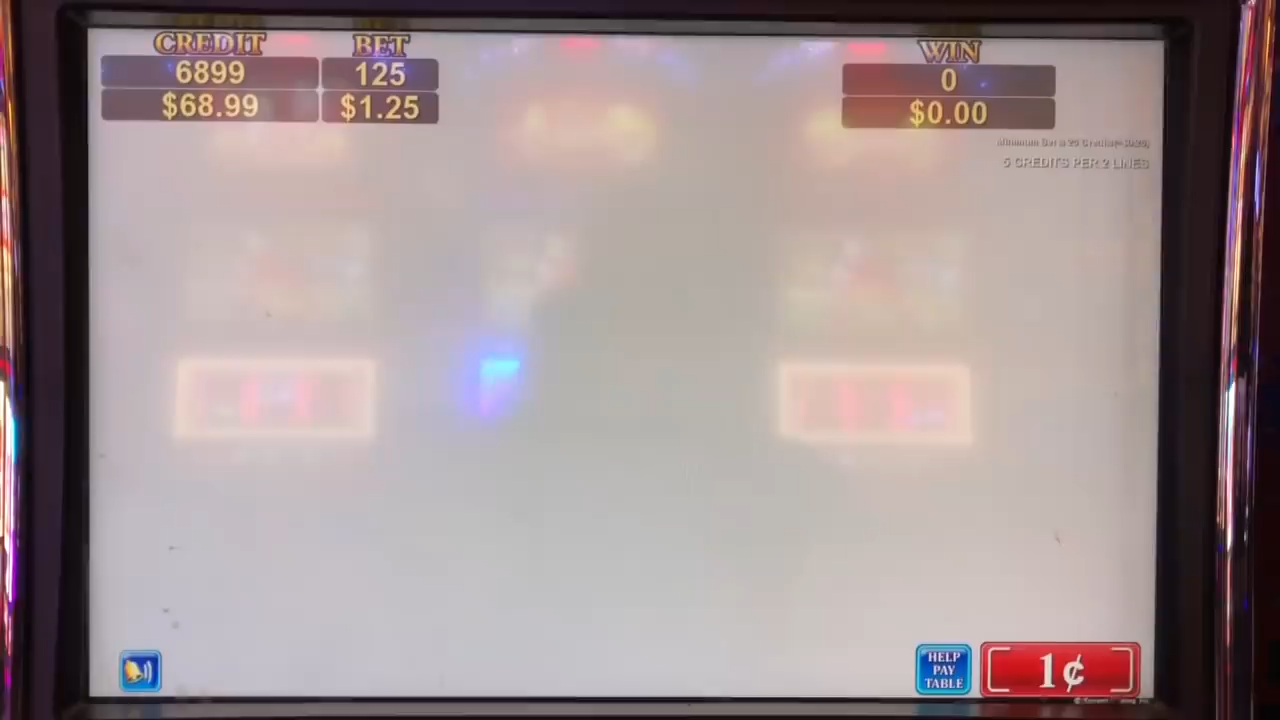 CREDIT
6899
$68.99
BET
125
$1.25
WIN
0
$0.00
5 CREDITS PER 2 LINES
HELP
PAY
TABLE
1¢